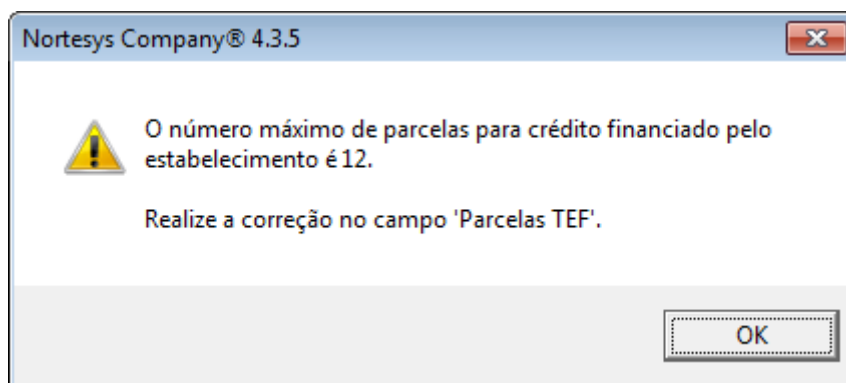 Nortesys Company® 4.3.5
O número máximo de parcelas para crédito financiado pelo
estabelecimento é 12.
Realize a correção no campo 'Parcelas TEF'.
OK